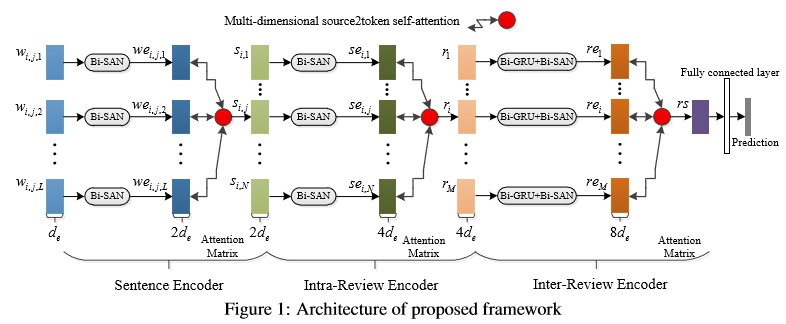 Multi-dimensional source2token self-attention
w_{i,j,1} Bi-SAN we_{i,j,1} s_{i,1} Bi-SAN se_{i,1} r_1 Bi-GRU+Bi-SAN re_1
Fully connected layer
w_{i,j,2} Bi-SAN we_{i,j,2} s_{i,j} Bi-SAN se_{i,j} r_i Bi-GRU+Bi-SAN re_i rs
Prediction
w_{i,j,L} Bi-SAN we_{i,j,L} s_{i,N} Bi-SAN se_{i,N} r_M Bi-GRU+Bi-SAN re_M
d_e 2d_e Attention Matrix 2d_e 4d_e Attention Matrix 4d_e 8d_e Attention Matrix
Sentence Encoder Intra-Review Encoder Inter-Review Encoder
Figure 1: Architecture of proposed framework